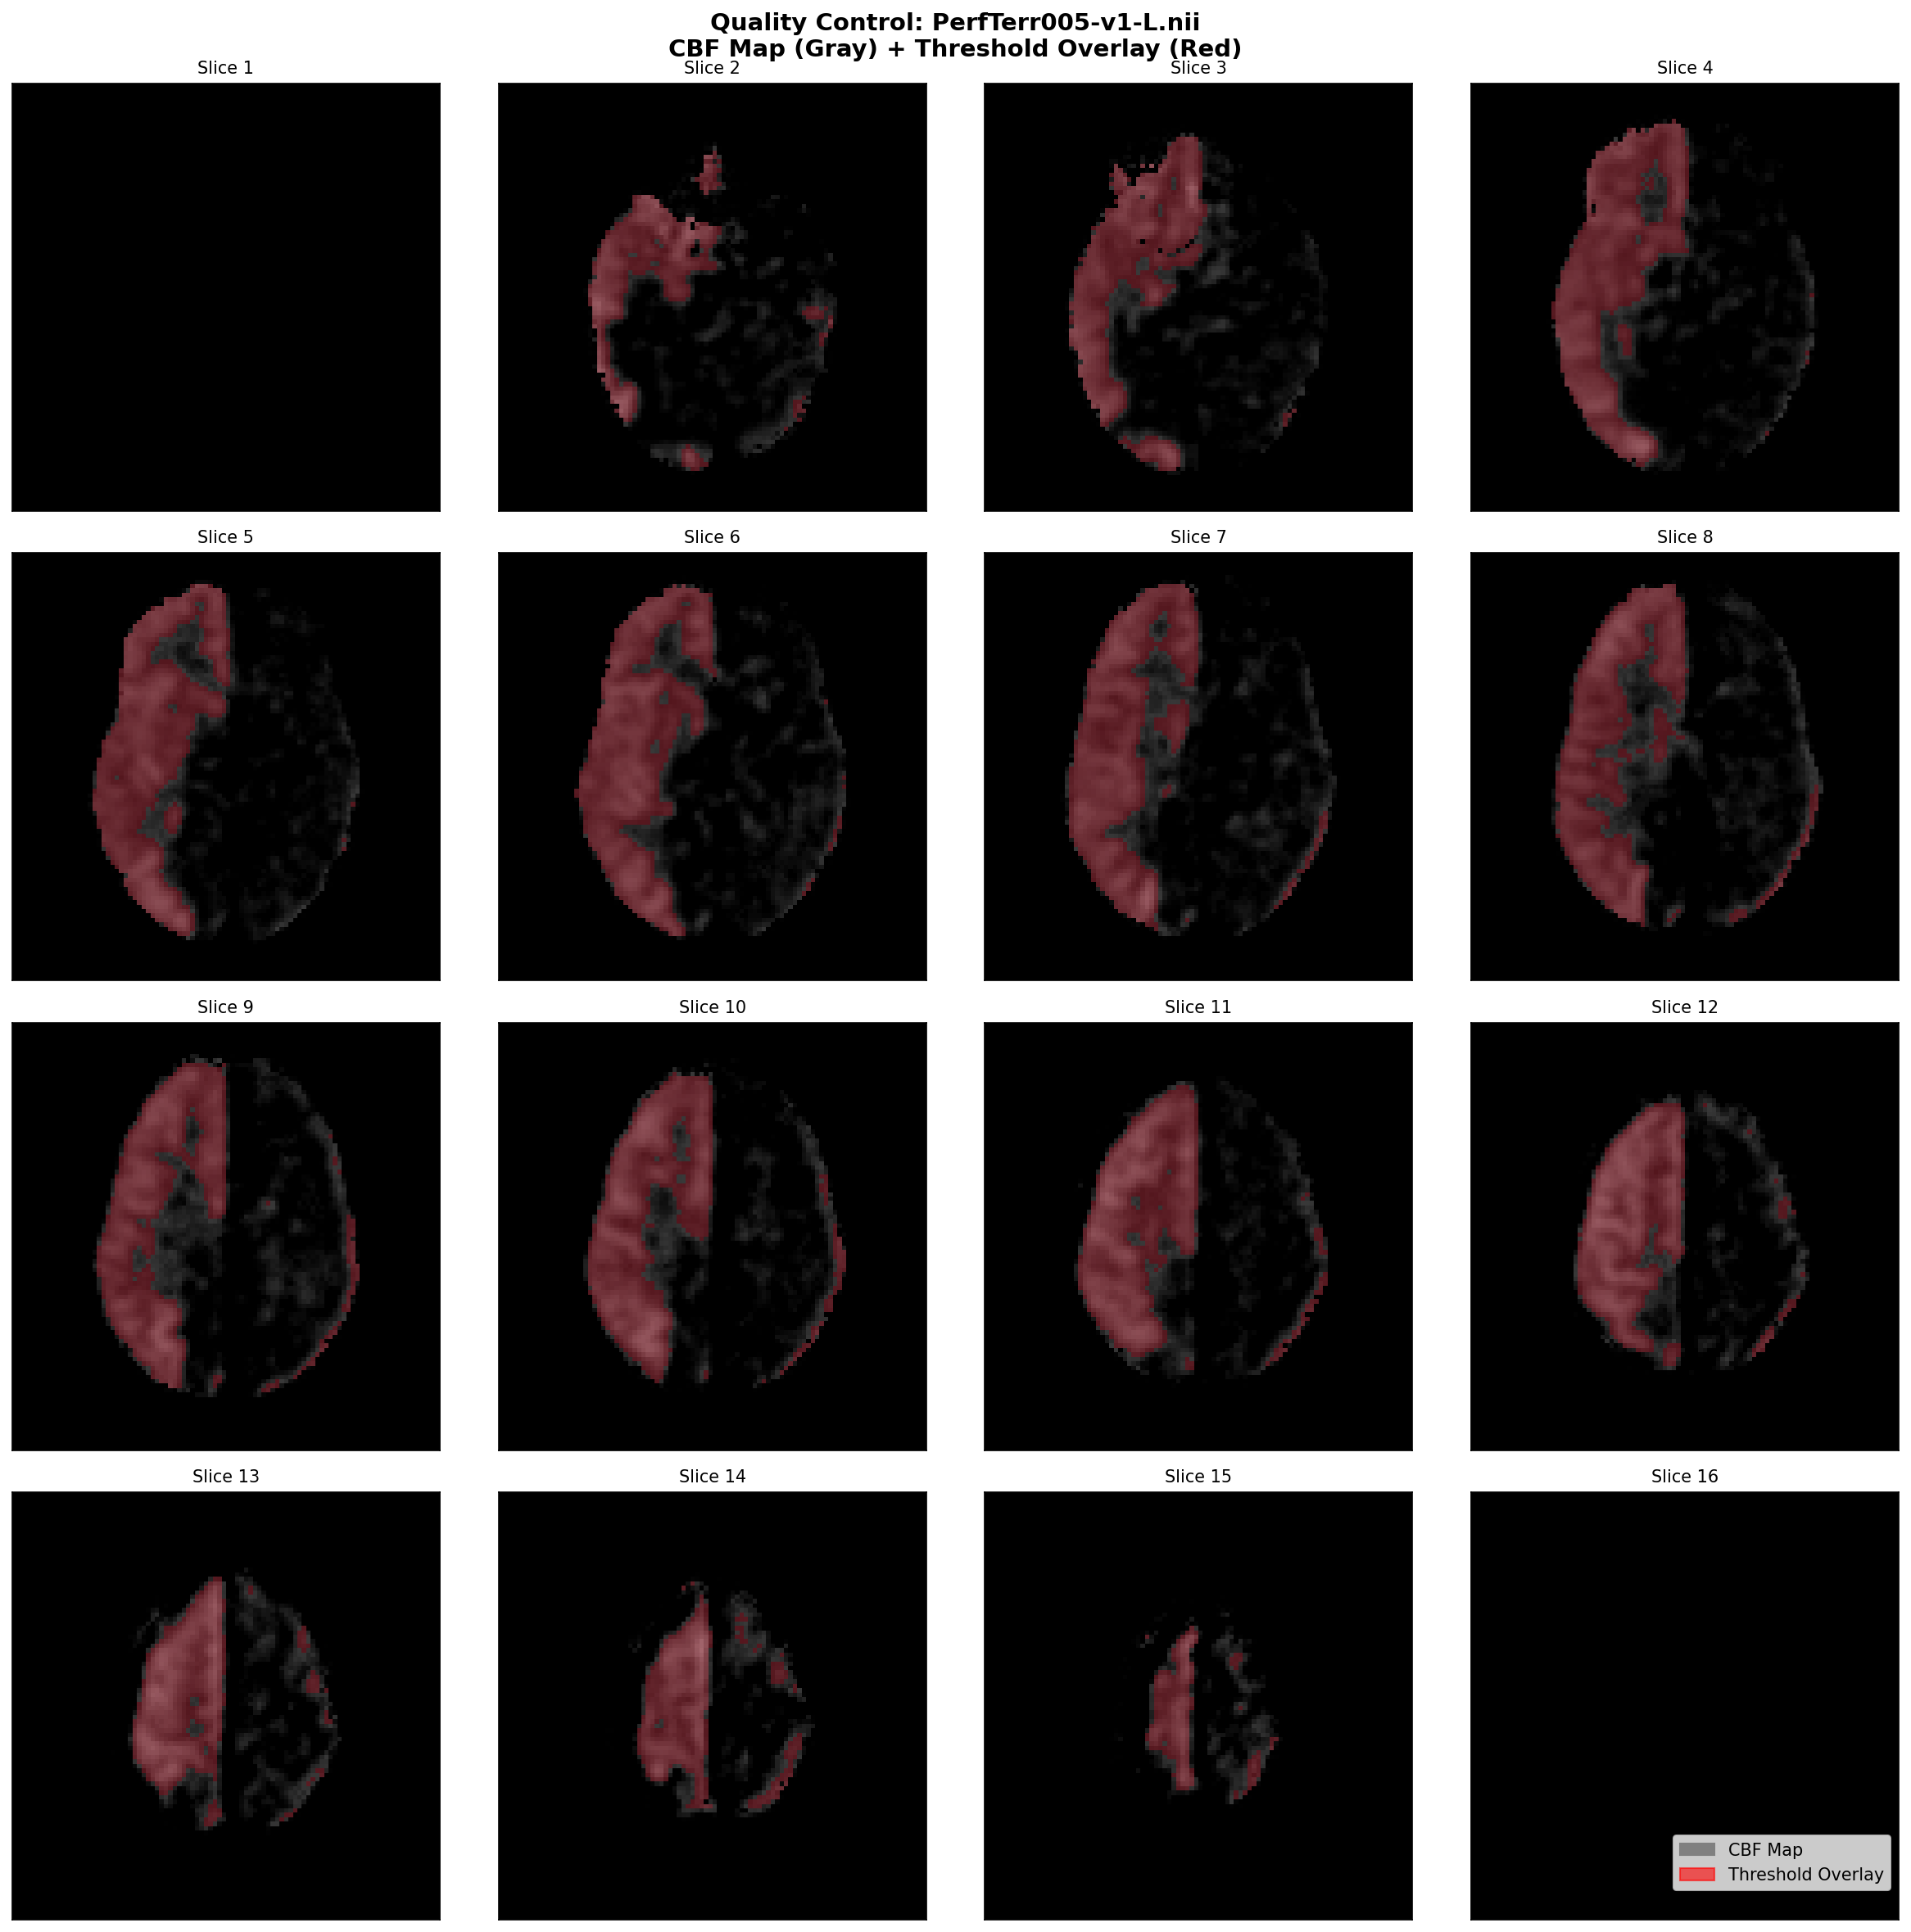 Quality Control: PerfTerr005-v1-L.nii
CBF Map (Gray) + Threshold Overlay (Red)
Slice 1
Slice 2
Slice 3
Slice 4
Slice 5
Slice 6
Slice 7
Slice 8
Slice 9
Slice 10
Slice 11
Slice 12
Slice 13
Slice 14
Slice 15
Slice 16
CBF Map
Threshold Overlay